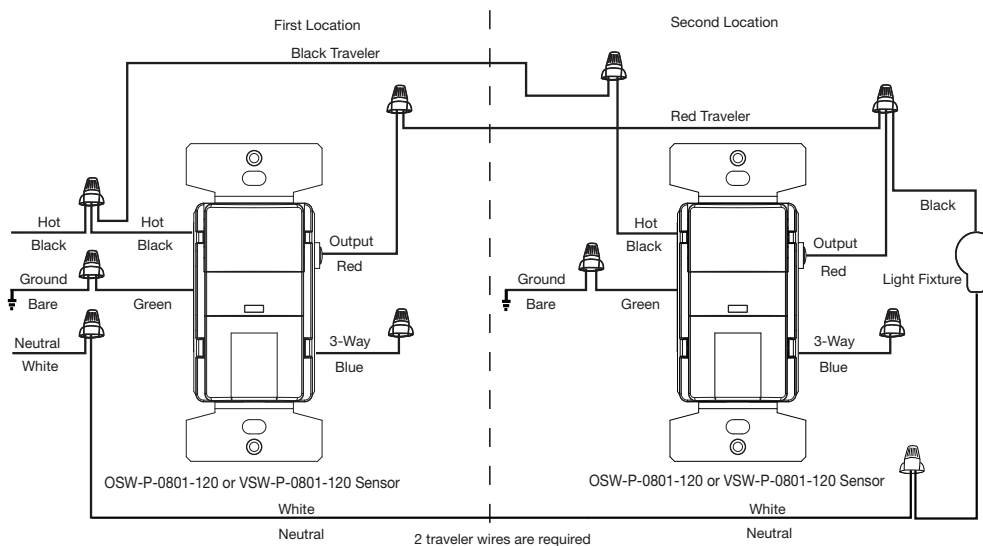 First Location
Second Location
Black Traveler
Red Traveler
Hot
Black
Hot
Black
Output
Red
Ground
Bare
Green
Neutral
White
3-Way
Blue
OSW-P-0801-120 or VSW-P-0801-120 Sensor
Hot
Black
Output
Red
Black
Light Fixture
Ground
Bare
Green
3-Way
Blue
OSW-P-0801-120 or VSW-P-0801-120 Sensor
White
Neutral
White
Neutral
2 traveler wires are required